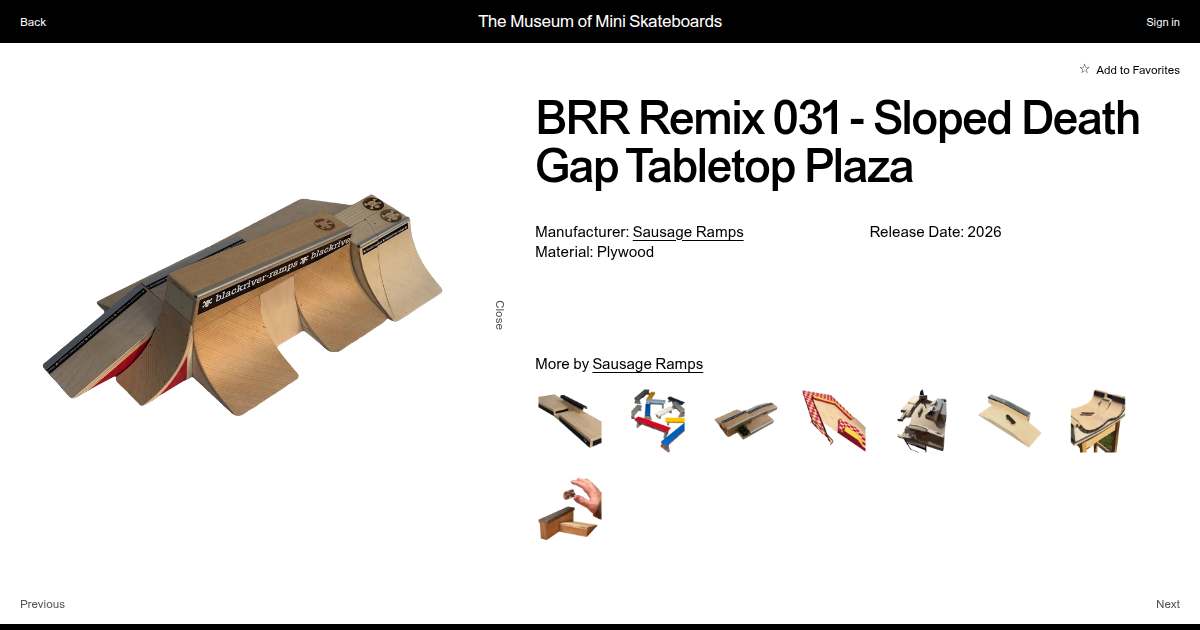 Back
The Museum of Mini Skateboards
Sign in
☆ Add to Favorites
BRR Remix 031 - Sloped Death
Gap Tabletop Plaza
Manufacturer: Sausage Ramps
Release Date: 2026
Material: Plywood
blackriver-ramps blackrive
Close
More by Sausage Ramps
Previous
Next